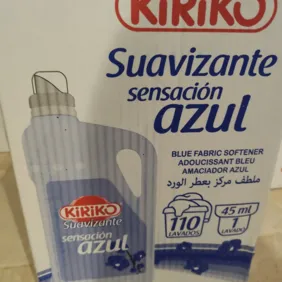 KIRIKO
Suavizante
sensación
azul
BLUE FABRIC SOFTENER
ADOUCISSANT BLEU
AMACIADOR AZUL
ملطف مركز بعطر الورد
110
LAVADOS
45 ml
1
LAVADO
KIRIKO
Suavizante
sensación
azul